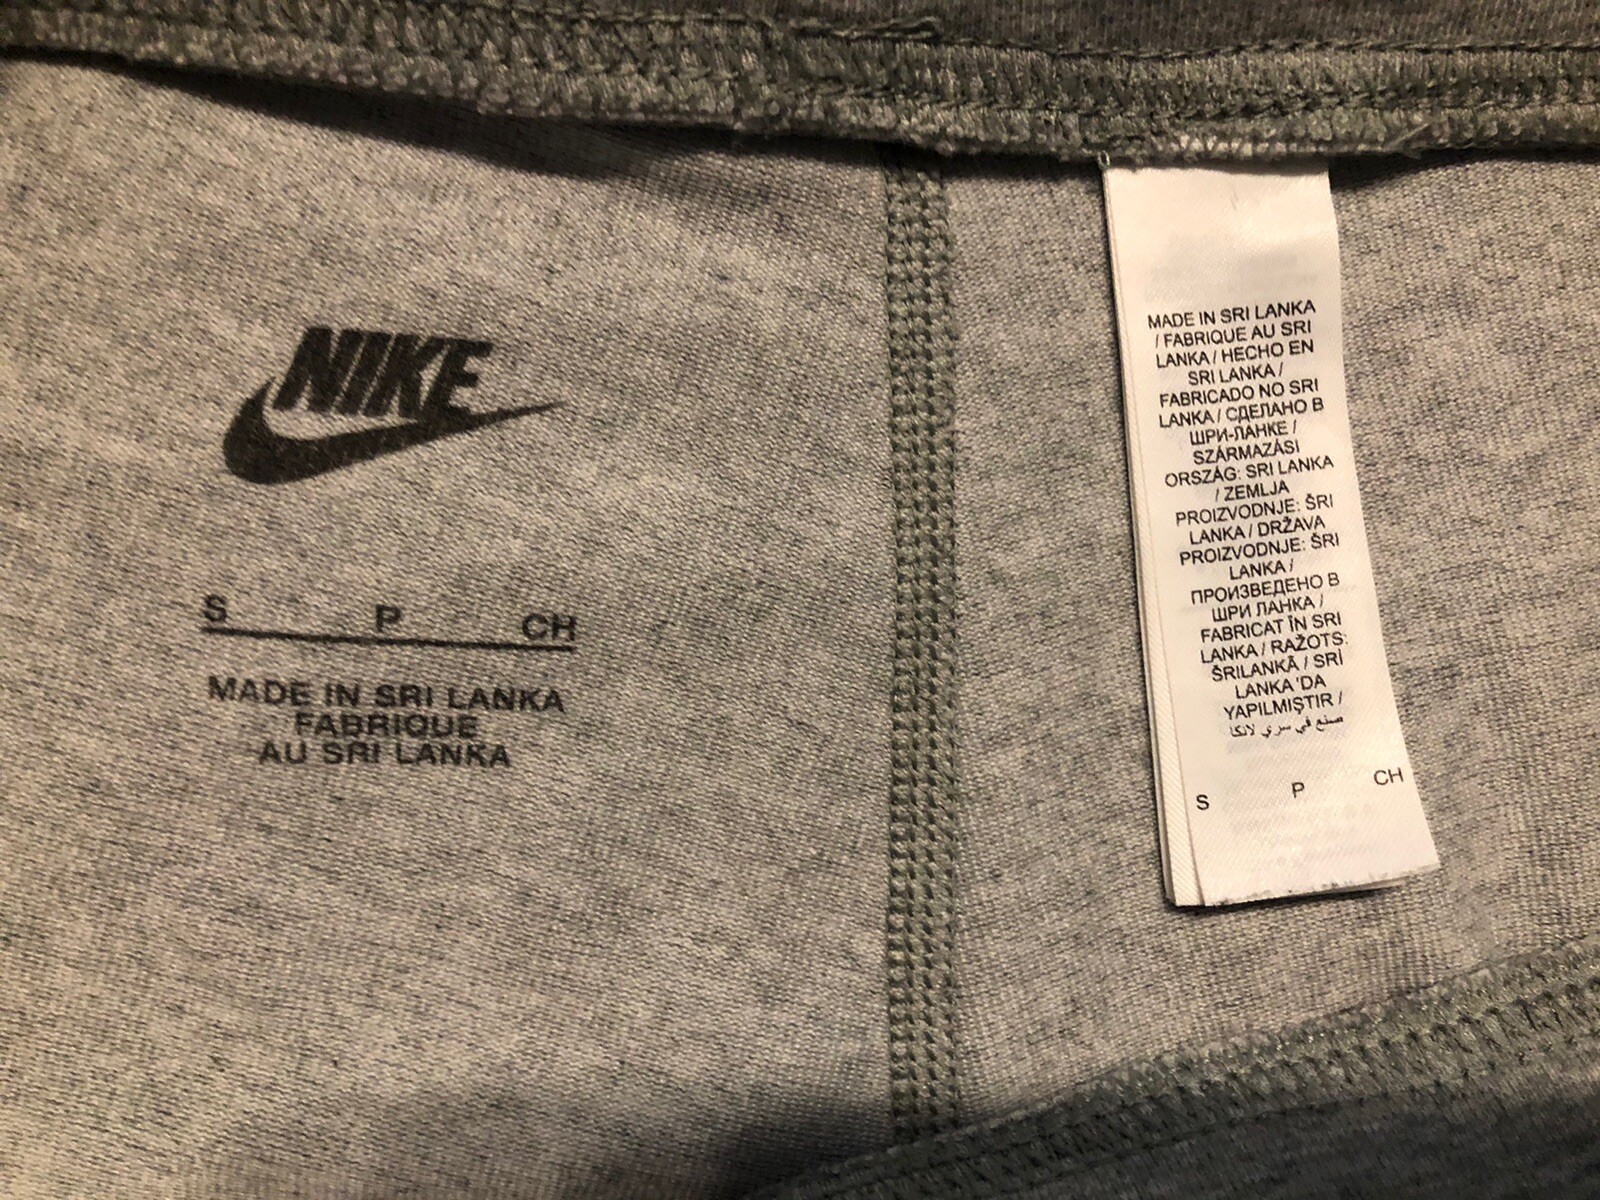 NIKE
S P CH
MADE IN SRI LANKA
FABRIQUE
AU SRI LANKA
MADE IN SRI LANKA
/ FABRIQUE AU SRI
LANKA / HECHO EN
SRI LANKA /
FABRICADO NO SRI
LANKA / СДЕЛАНО В
ШРИ-ЛАНКЕ /
SZÁRMAZÁSI
ORSZÁG: SRI LANKA
/ ZEMLJA
PROIZVODNJE: ŠRI
LANKA / DRŽAVA
PROIZVODNJE: ŠRI
LANKA /
ПРОИЗВЕДЕНО В
ШРИ ЛАНКА /
FABRICAT ÎN SRI
LANKA / RAŽOTS:
ŠRILANKĀ / SRİ
LANKA 'DA
YAPILMIŞTIR /
صنع في سري لانكا
S P CH